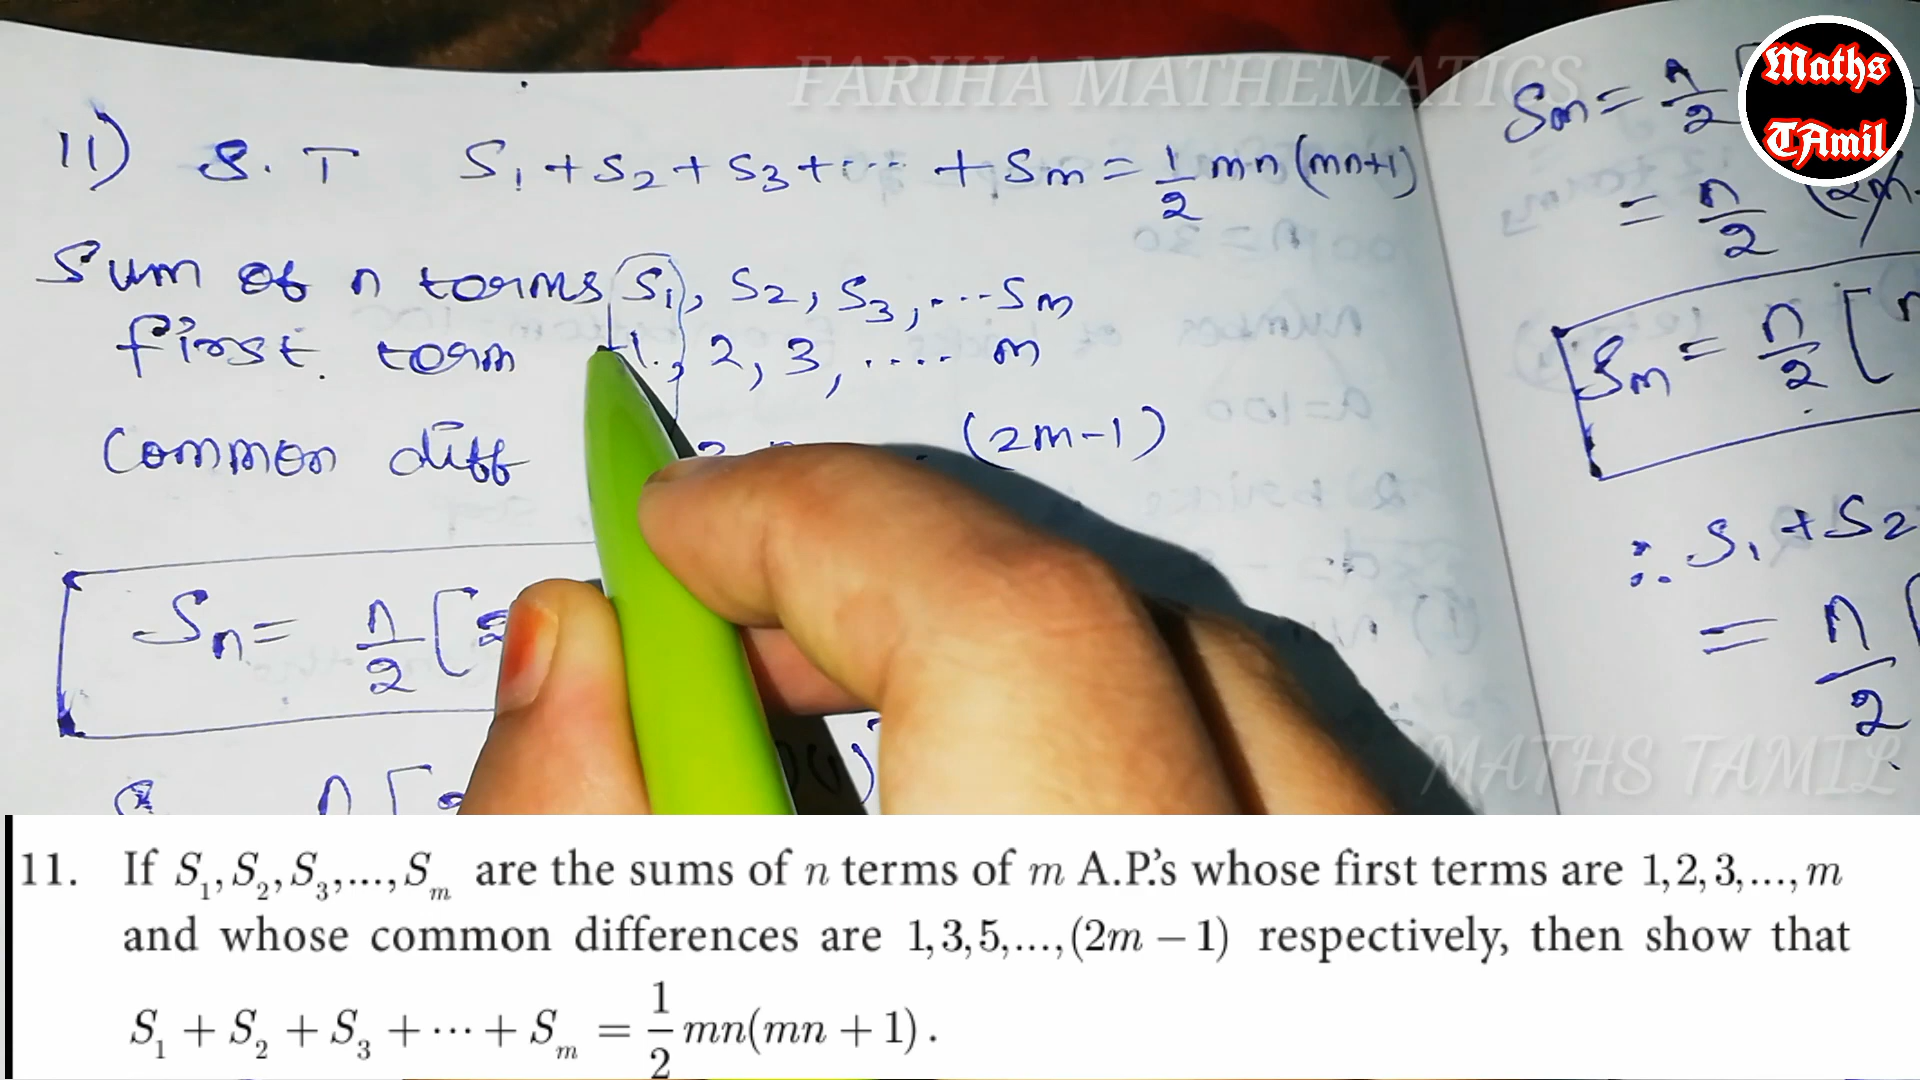 FARIHA MATHEMATICS
Maths
TAmil
11) S.T S₁ + S₂ + S₃ + ... + Sm = 1/2 mn (mn+1)
Sum of n terms S₁, S₂, S₃, ... Sm
first term 1, 2, 3, .... m
common diff (2m-1)
Sn = n/2 [2
n [
Sm = n/2
= n/2 (2m
Sm = n/2 [
∴ S₁ + S₂
= n/2
MATHS TAMIL
11. If S₁, S₂, S₃, ..., Sₘ are the sums of n terms of m A.P.'s whose first terms are 1, 2, 3, ..., m
and whose common differences are 1, 3, 5, ..., (2m – 1) respectively, then show that
S₁ + S₂ + S₃ + ··· + Sₘ = 1/2 mn(mn + 1).